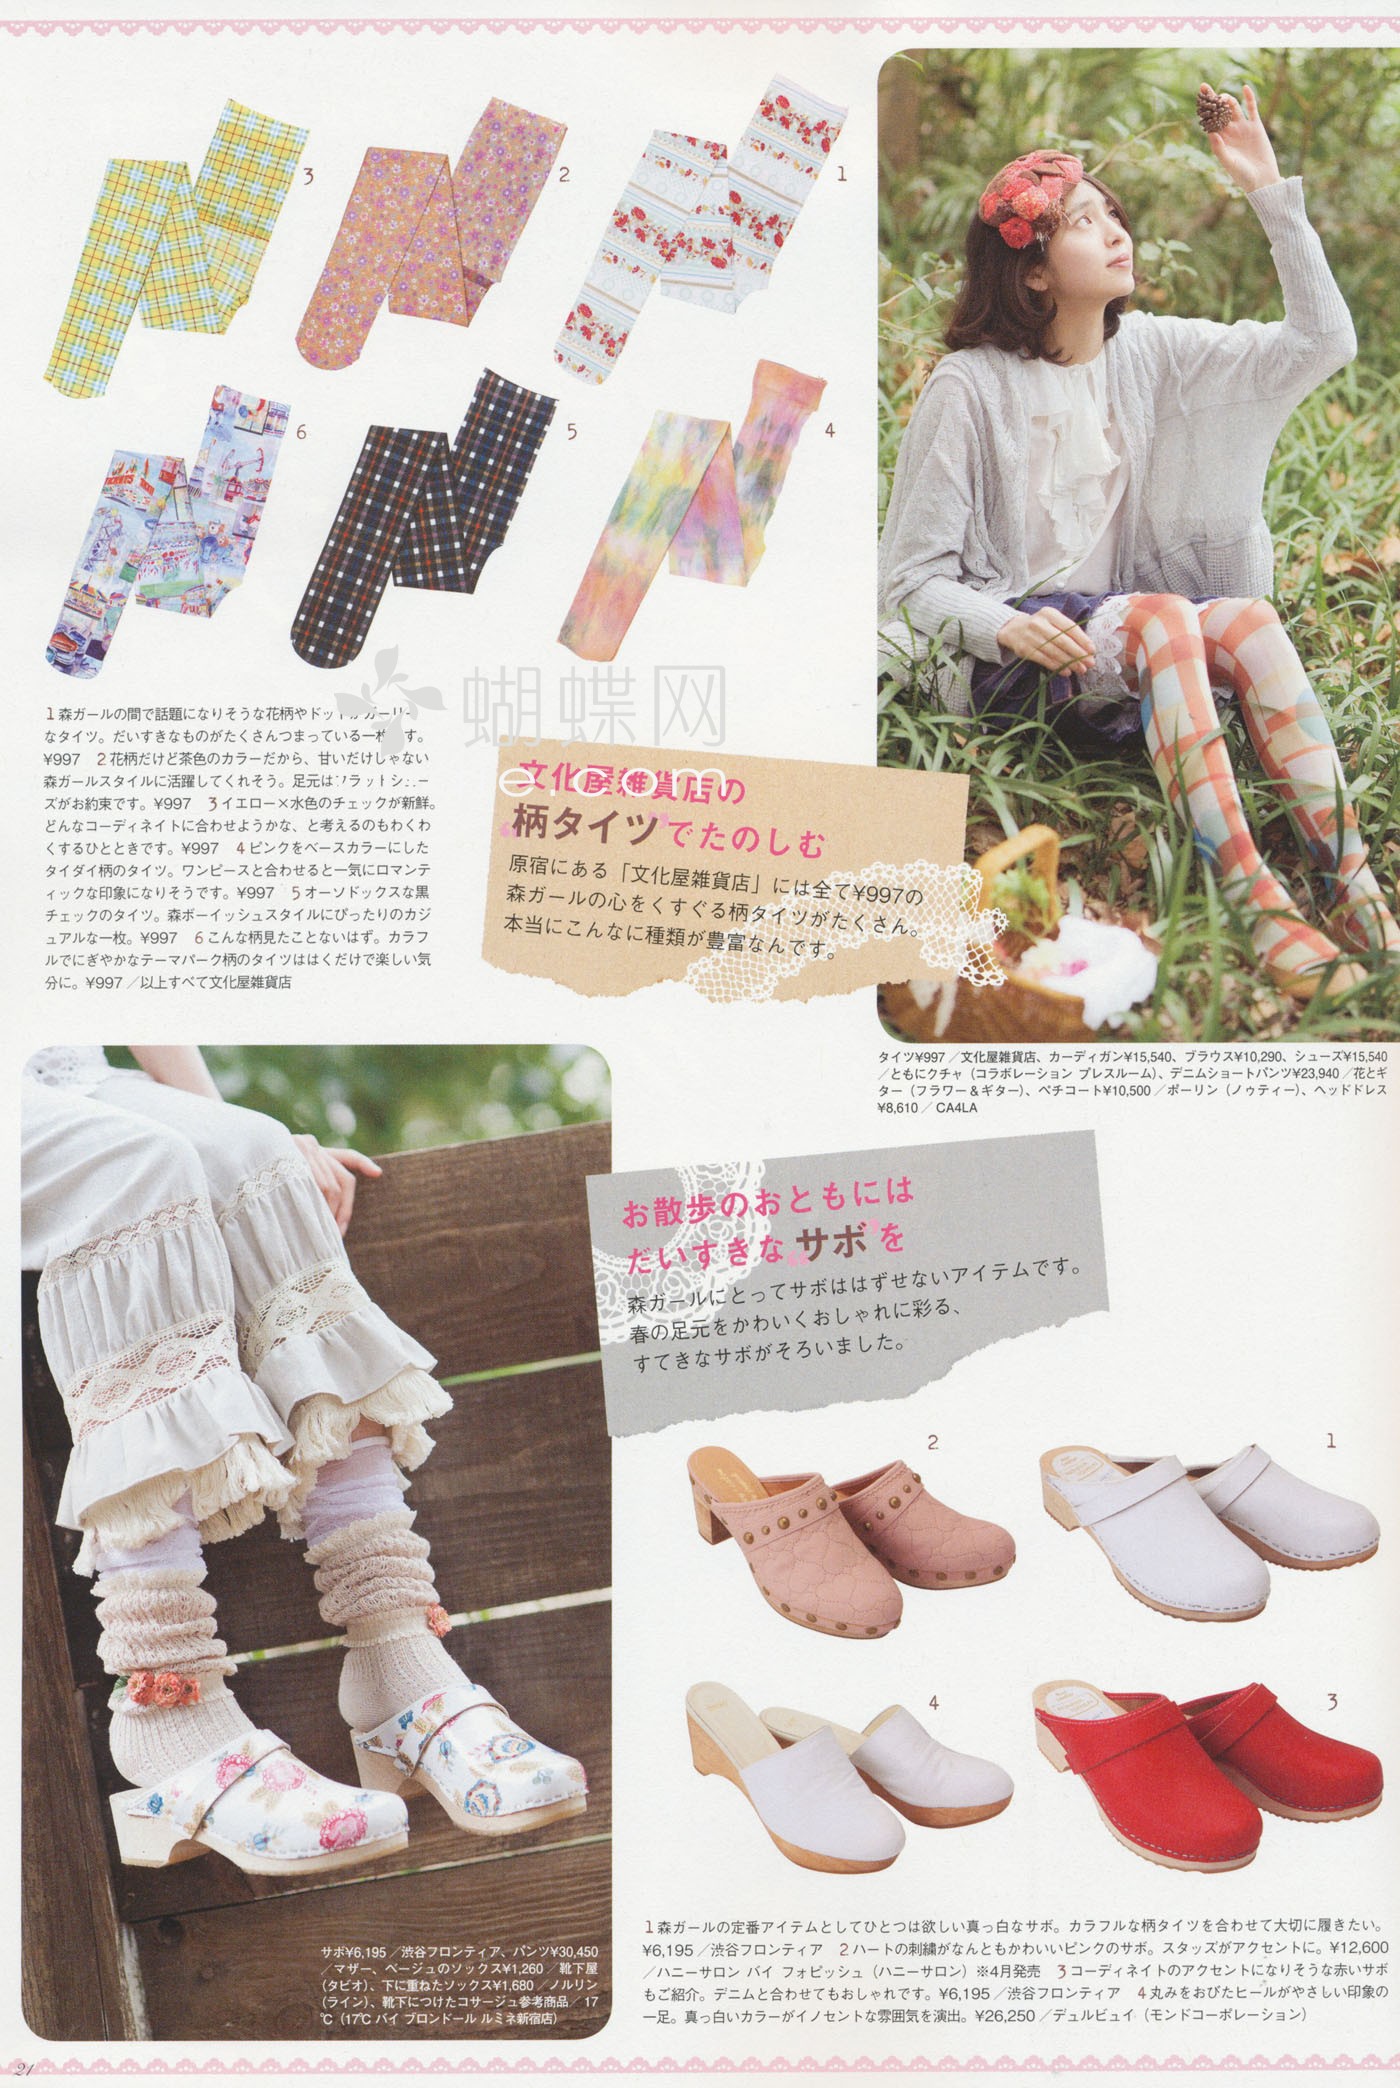 3
2
1
6
5
4
1森ガールの間で話題になりそうな花柄やドットがガーリー
なタイツ。だいすきなものがたくさんつまっている一枚です。
¥997　2花柄だけど茶色のカラーだから、甘いだけじゃない
森ガールスタイルに活躍してくれそう。足元はフラットシュー
ズがお約束です。¥997　3イエロー×水色のチェックが新鮮。
どんなコーディネイトに合わせようかな、と考えるのもわくわ
くするひとときです。¥997　4ピンクをベースカラーにした
タイダイ柄のタイツ。ワンピースと合わせると一気にロマンテ
ィックな印象になりそうです。¥997　5オーソドックスな黒
チェックのタイツ。森ボーイッシュスタイルにぴったりのカジ
ュアルな一枚。¥997　6こんな柄見たことないはず。カラフ
ルでにぎやかなテーマパーク柄のタイツははくだけで楽しい気
分に。¥997／以上すべて文化屋雑貨店
蝴蝶网
e.com
文化屋雑貨店の
“柄タイツ”でたのしむ
原宿にある「文化屋雑貨店」には全て¥997の
森ガールの心をくすぐる柄タイツがたくさん。
本当にこんなに種類が豊富なんです。
タイツ¥997／文化屋雑貨店、カーディガン¥15,540、ブラウス¥10,290、シューズ¥15,540
／ともにクチャ（コラボレーション プレスルーム）、デニムショートパンツ¥23,940／花とギ
ター（フラワー＆ギター）、ペチコート¥10,500／ポーリン（ノゥティー）、ヘッドドレス
¥8,610／CA4LA
お散歩のおともには
だいすきな“サボ”を
森ガールにとってサボははずせないアイテムです。
春の足元をかわいくおしゃれに彩る、
すてきなサボがそろいました。
2
1
4
3
サボ¥6,195／渋谷フロンティア、パンツ¥30,450
／マザー、ベージュのソックス¥1,260／靴下屋
（タビオ）、下に重ねたソックス¥1,680／ノルリン
（ライン）、靴下につけたコサージュ参考商品／17
℃（17℃ バイ ブロンドール ルミネ新宿店）
1森ガールの定番アイテムとしてひとつは欲しい真っ白なサボ。カラフルな柄タイツを合わせて大切に履きたい。
¥6,195／渋谷フロンティア　2ハートの刺繍がなんともかわいいピンクのサボ。スタッズがアクセントに。¥12,600
／ハニーサロン バイ フォピッシュ（ハニーサロン）※4月発売　3コーディネイトのアクセントになりそうな赤いサボ
もご紹介。デニムと合わせてもおしゃれです。¥6,195／渋谷フロンティア　4丸みをおびたヒールがやさしい印象の
一足。真っ白いカラーがイノセントな雰囲気を演出。¥26,250／デュルビュイ（モンドコーポレーション）
21